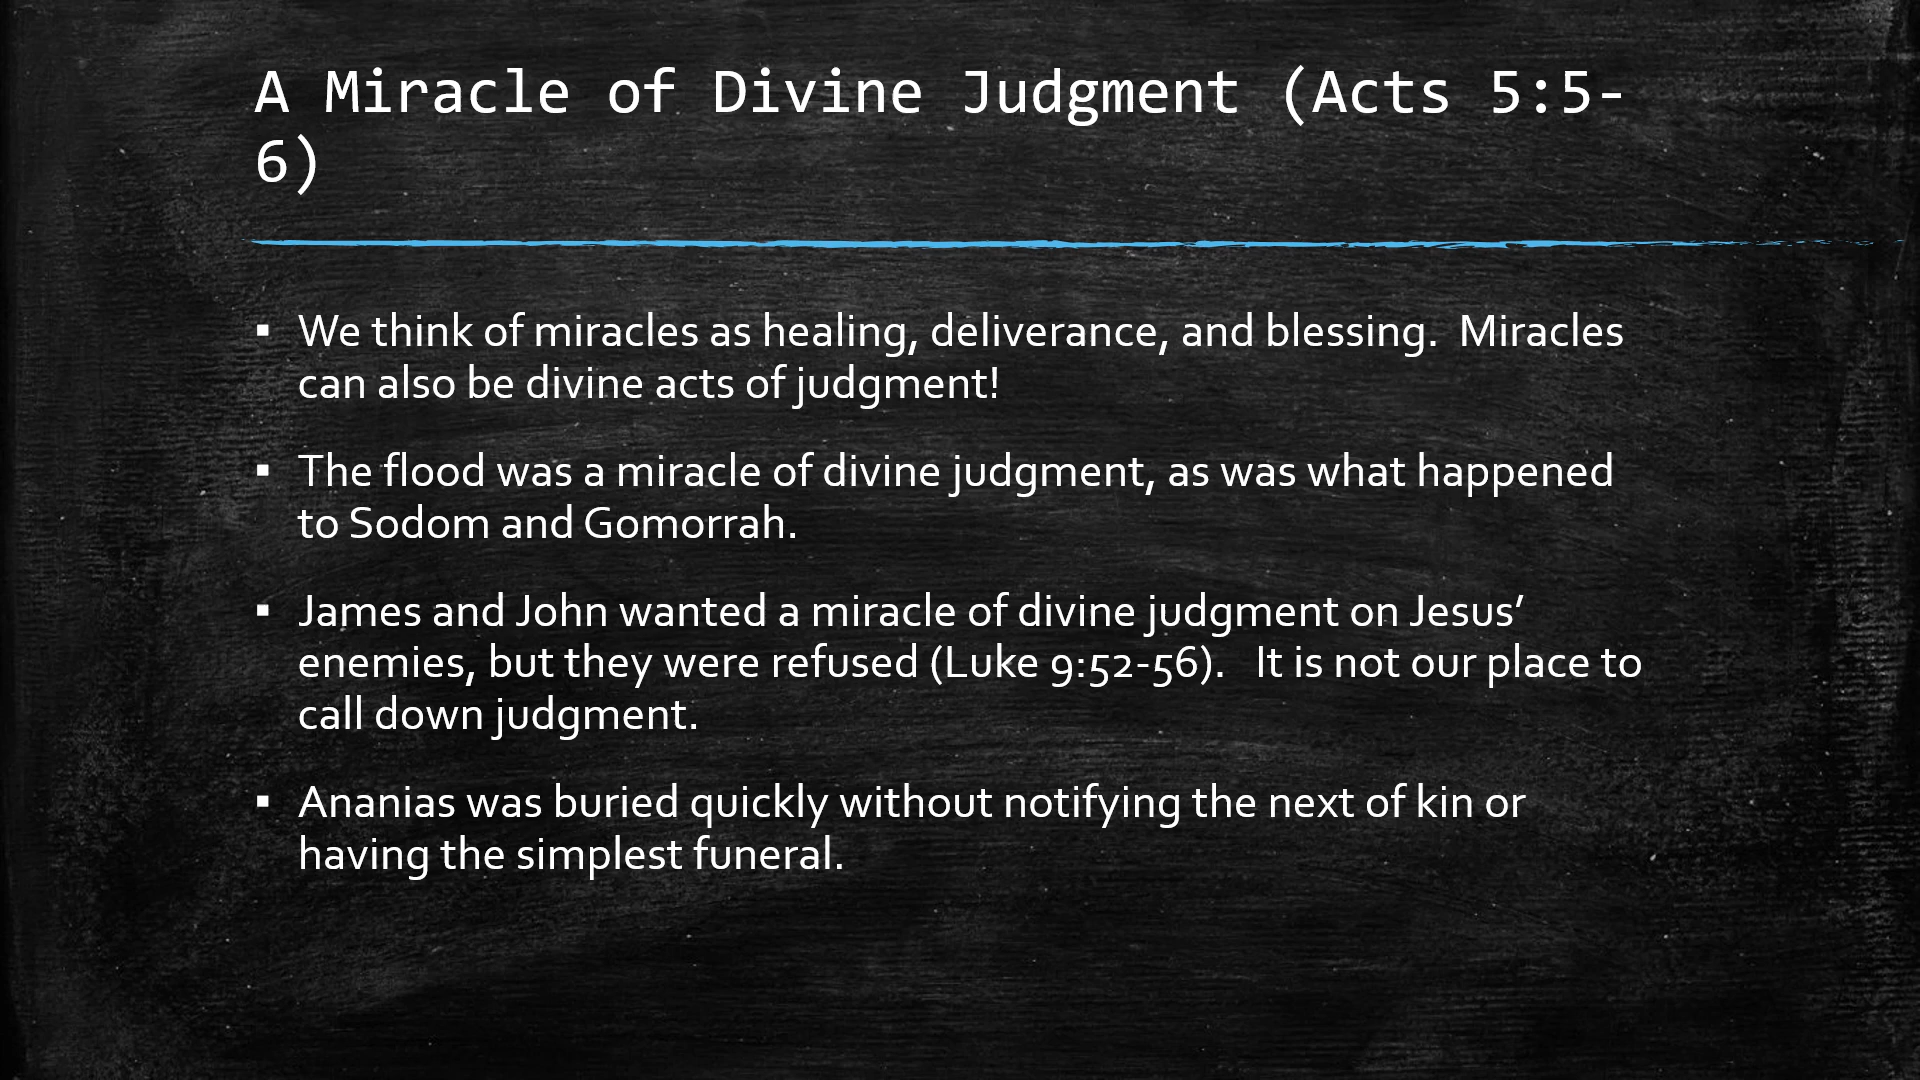 A Miracle of Divine Judgment (Acts 5:5-
6)
▪ We think of miracles as healing, deliverance, and blessing.  Miracles
can also be divine acts of judgment!
▪ The flood was a miracle of divine judgment, as was what happened
to Sodom and Gomorrah.
▪ James and John wanted a miracle of divine judgment on Jesus’
enemies, but they were refused (Luke 9:52-56).   It is not our place to
call down judgment.
▪ Ananias was buried quickly without notifying the next of kin or
having the simplest funeral.